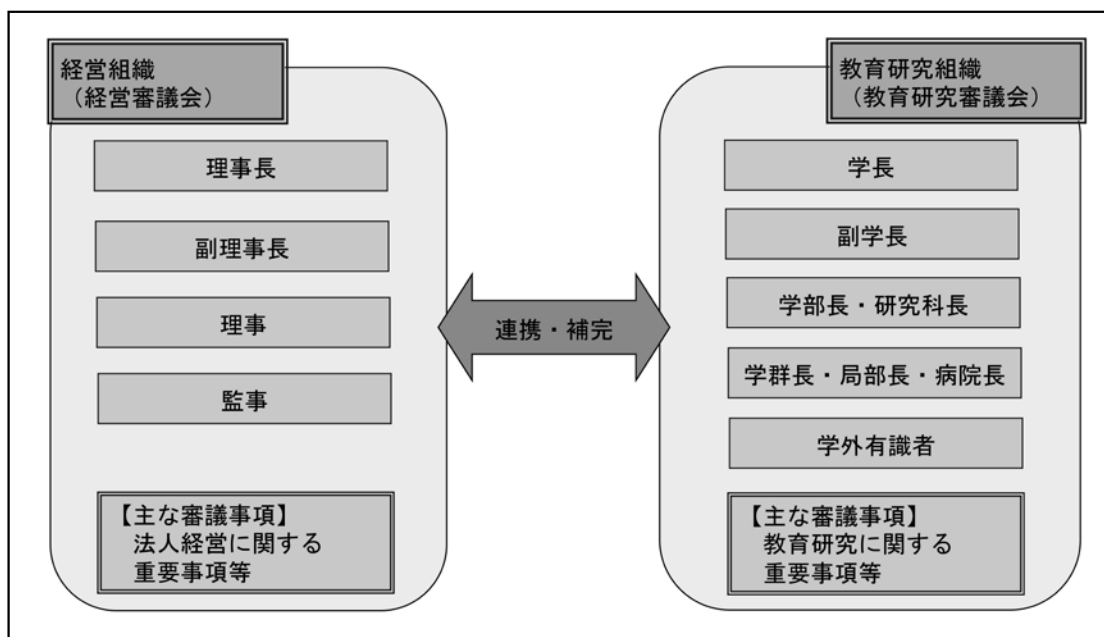 経営組織
(経営審議会)
理事長
副理事長
理事
監事
【主な審議事項】
法人経営に関する
重要事項等
連携・補完
教育研究組織
(教育研究審議会)
学長
副学長
学部長・研究科長
学群長・局部長・病院長
学外有識者
【主な審議事項】
教育研究に関する
重要事項等